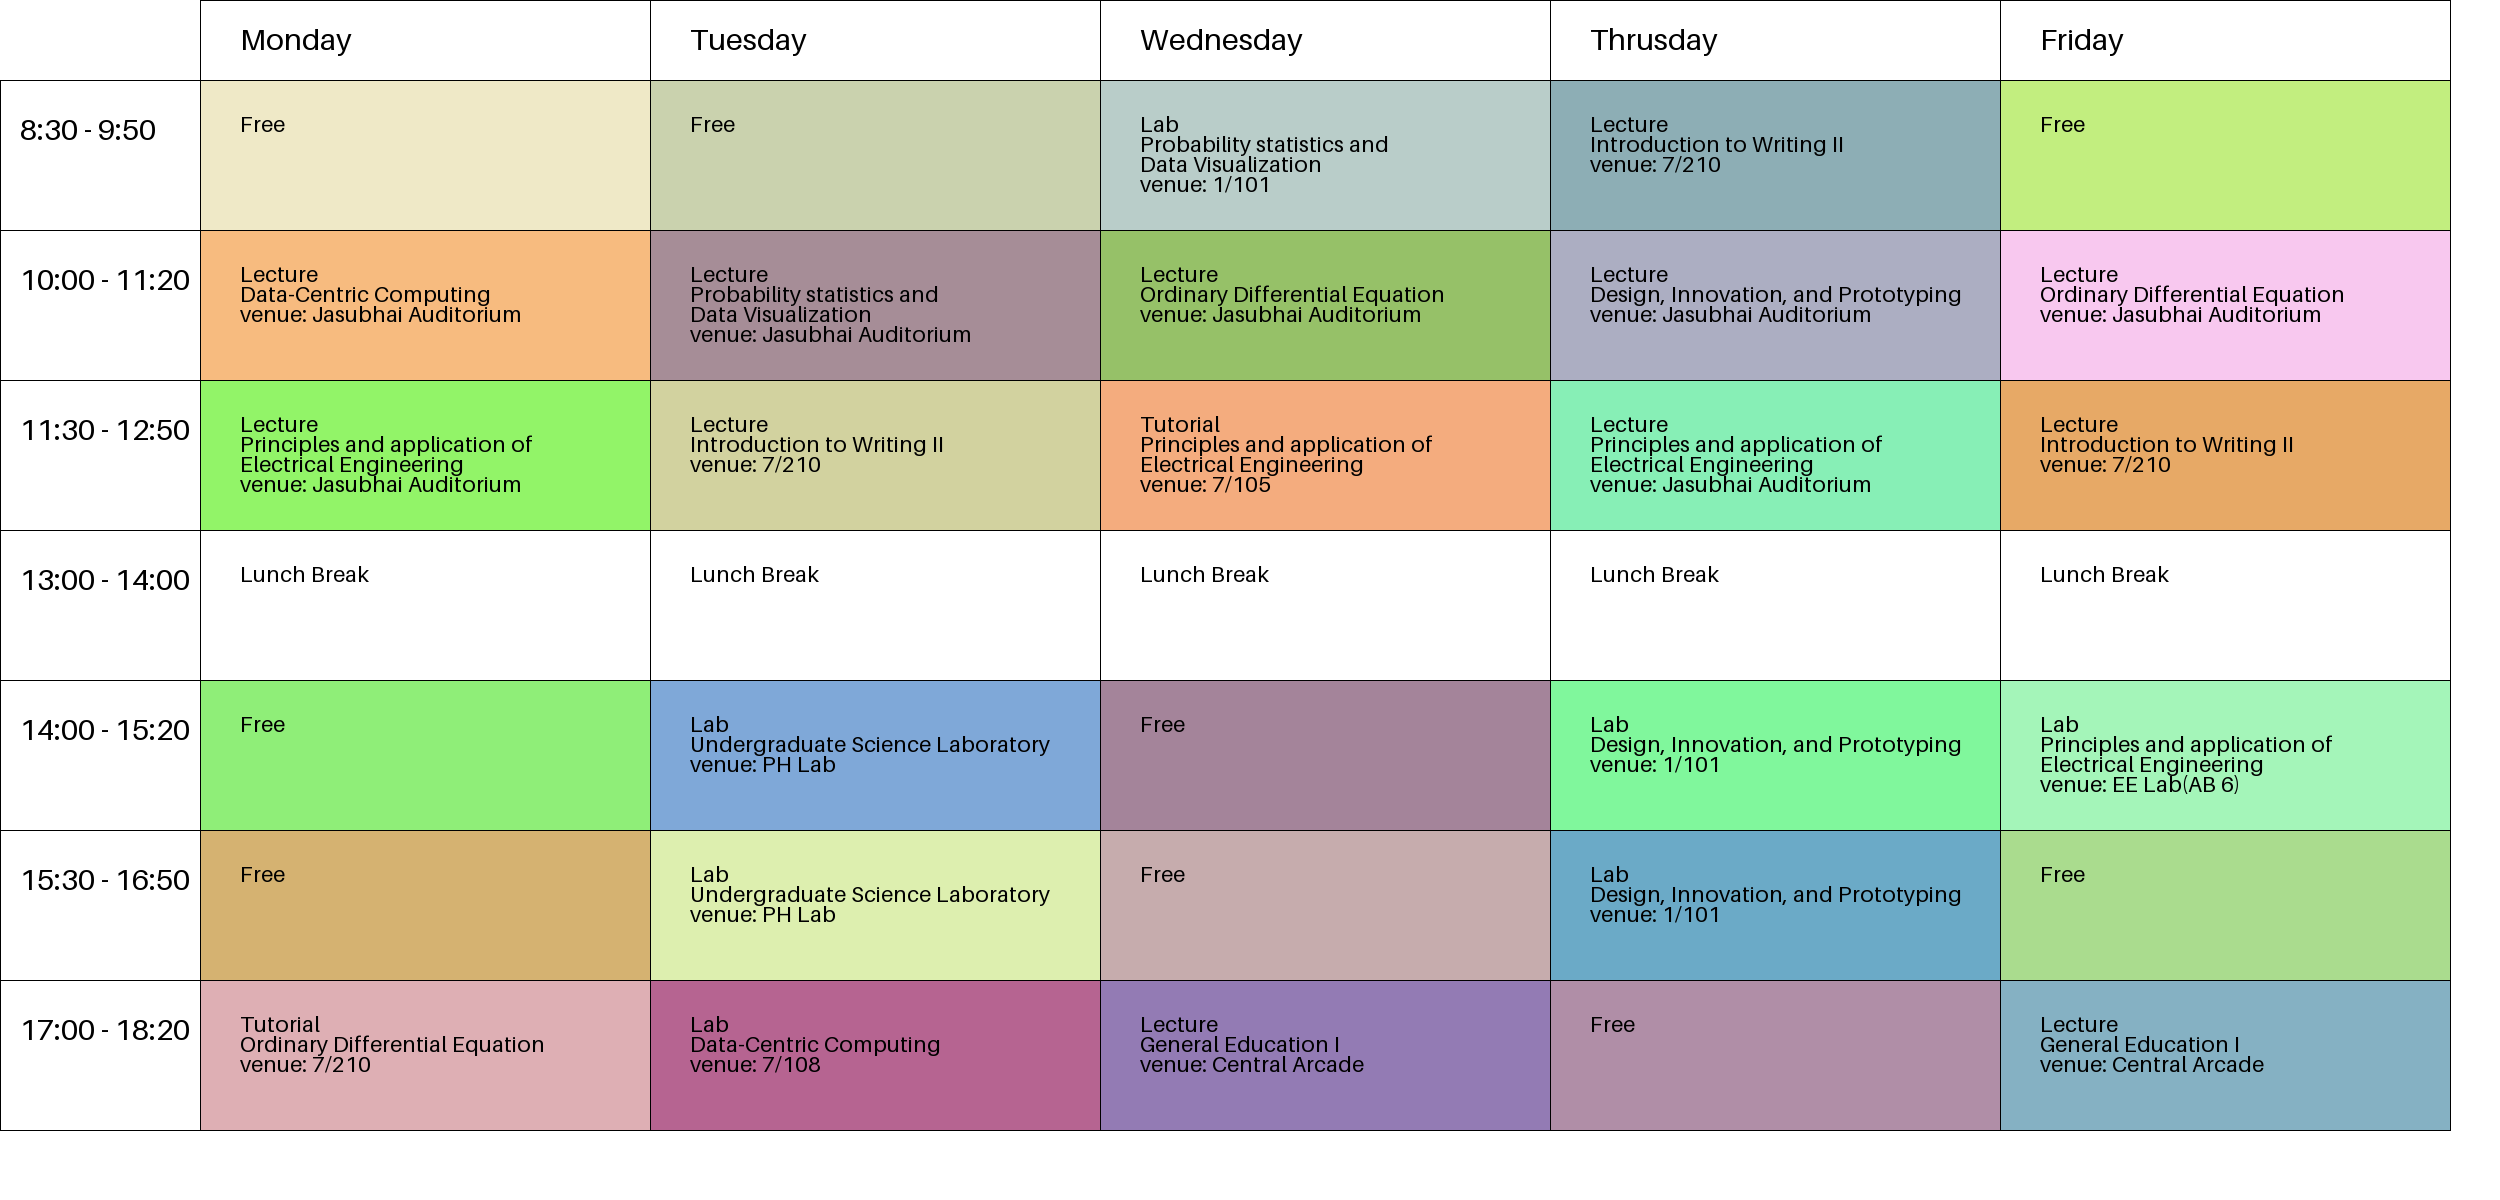 Monday
Tuesday
Wednesday
Thrusday
Friday
8:30 - 9:50
Free
Free
Lab
Probability statistics and
Data Visualization
venue: 1/101
Lecture
Introduction to Writing II
venue: 7/210
Free
10:00 - 11:20
Lecture
Data-Centric Computing
venue: Jasubhai Auditorium
Lecture
Probability statistics and
Data Visualization
venue: Jasubhai Auditorium
Lecture
Ordinary Differential Equation
venue: Jasubhai Auditorium
Lecture
Design, Innovation, and Prototyping
venue: Jasubhai Auditorium
Lecture
Ordinary Differential Equation
venue: Jasubhai Auditorium
11:30 - 12:50
Lecture
Principles and application of
Electrical Engineering
venue: Jasubhai Auditorium
Lecture
Introduction to Writing II
venue: 7/210
Tutorial
Principles and application of
Electrical Engineering
venue: 7/105
Lecture
Principles and application of
Electrical Engineering
venue: Jasubhai Auditorium
Lecture
Introduction to Writing II
venue: 7/210
13:00 - 14:00
Lunch Break
Lunch Break
Lunch Break
Lunch Break
Lunch Break
14:00 - 15:20
Free
Lab
Undergraduate Science Laboratory
venue: PH Lab
Free
Lab
Design, Innovation, and Prototyping
venue: 1/101
Lab
Principles and application of
Electrical Engineering
venue: EE Lab(AB 6)
15:30 - 16:50
Free
Lab
Undergraduate Science Laboratory
venue: PH Lab
Free
Lab
Design, Innovation, and Prototyping
venue: 1/101
Free
17:00 - 18:20
Tutorial
Ordinary Differential Equation
venue: 7/210
Lab
Data-Centric Computing
venue: 7/108
Lecture
General Education I
venue: Central Arcade
Free
Lecture
General Education I
venue: Central Arcade